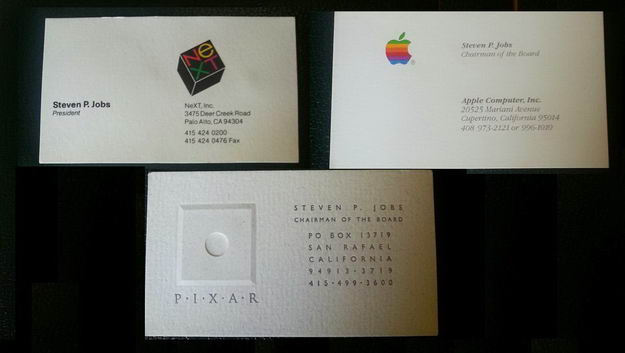 NeXT
Steven P. Jobs
President
NeXT, Inc.
3475 Deer Creek Road
Palo Alto, CA 94304
415 424 0200
415 424 0476 Fax
Steven P. Jobs
Chairman of the Board
Apple Computer, Inc.
20525 Mariani Avenue
Cupertino, California 95014
408 973-2121 or 996-1010
P·I·X·A·R
STEVEN P. JOBS
CHAIRMAN OF THE BOARD
PO BOX 13719
SAN RAFAEL
CALIFORNIA
94913-3719
415·499·3600